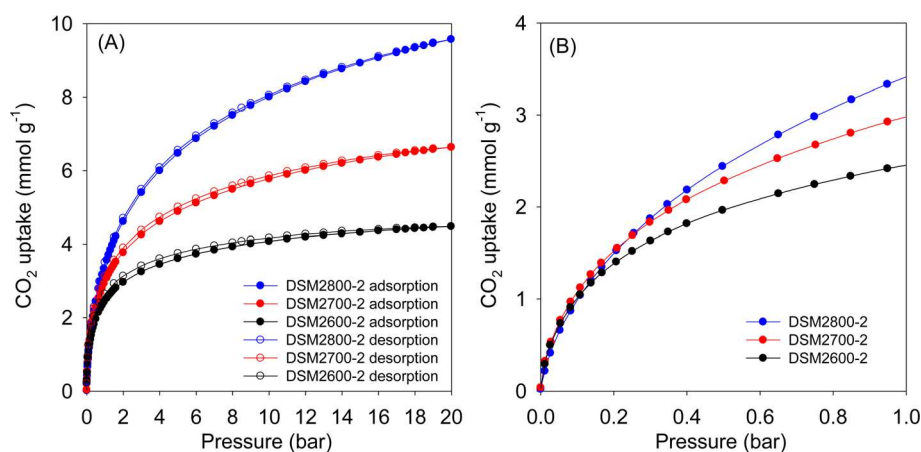 (A)
CO2 uptake (mmol g-1)
10
8
6
4
2
0
0 2 4 6 8 10 12 14 16 18 20
Pressure (bar)
DSM2800-2 adsorption
DSM2700-2 adsorption
DSM2600-2 adsorption
DSM2800-2 desorption
DSM2700-2 desorption
DSM2600-2 desorption
(B)
CO2 uptake (mmol g-1)
4
3
2
1
0
0.0 0.2 0.4 0.6 0.8 1.0
Pressure (bar)
DSM2800-2
DSM2700-2
DSM2600-2